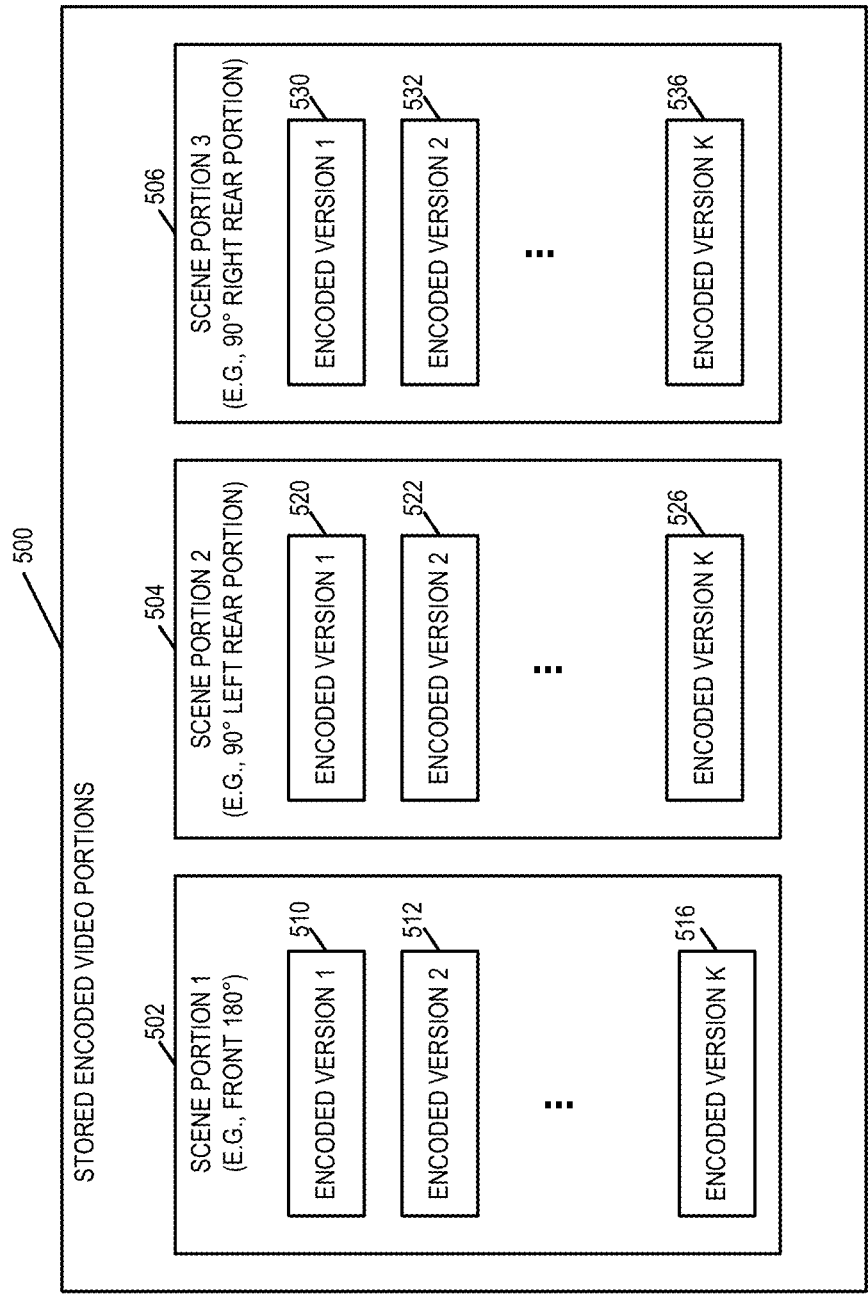 500
STORED ENCODED VIDEO PORTIONS
502
SCENE PORTION 1
(E.G., FRONT 180°)
510
ENCODED VERSION 1
512
ENCODED VERSION 2
...
516
ENCODED VERSION K
504
SCENE PORTION 2
(E.G., 90° LEFT REAR PORTION)
520
ENCODED VERSION 1
522
ENCODED VERSION 2
...
526
ENCODED VERSION K
506
SCENE PORTION 3
(E.G., 90° RIGHT REAR PORTION)
530
ENCODED VERSION 1
532
ENCODED VERSION 2
...
536
ENCODED VERSION K